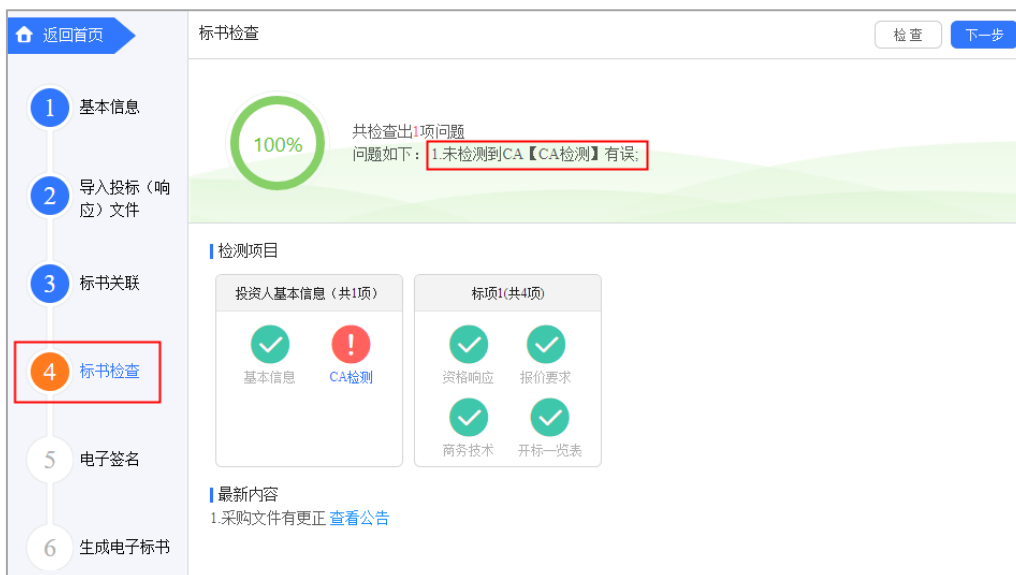 返回首页
标书检查
检查
下一步
1
基本信息
2
导入投标（响
应）文件
3
标书关联
4
标书检查
5
电子签名
6
生成电子标书
100%
共检查出1项问题
问题如下：1.未检测到CA【CA检测】有误;
检测项目
投资人基本信息（共1项）
基本信息
CA检测
标项1(共4项)
资格响应
报价要求
商务技术
开标一览表
最新内容
1.采购文件有更正 查看公告